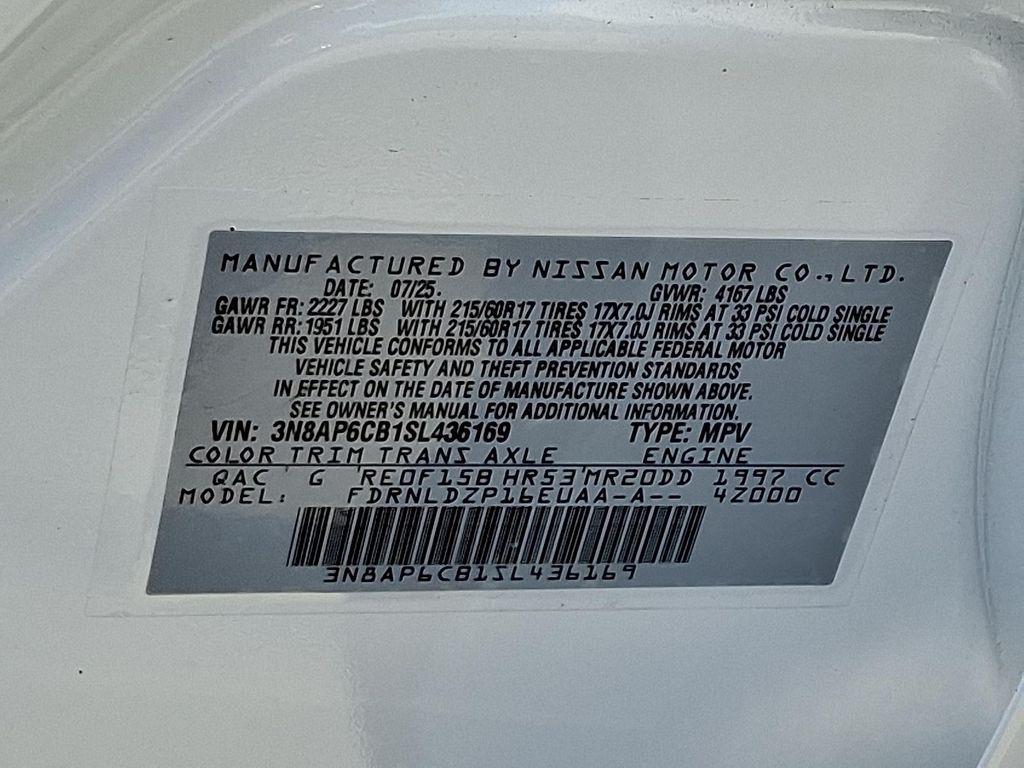 MANUFACTURED BY NISSAN MOTOR CO., LTD.
DATE: 07/25. GVWR: 4167 LBS
GAWR FR: 2227 LBS WITH 215/60R17 TIRES 17X7.0J RIMS AT 33 PSI COLD SINGLE
GAWR RR: 1951 LBS WITH 215/60R17 TIRES 17X7.0J RIMS AT 33 PSI COLD SINGLE
THIS VEHICLE CONFORMS TO ALL APPLICABLE FEDERAL MOTOR
VEHICLE SAFETY AND THEFT PREVENTION STANDARDS
IN EFFECT ON THE DATE OF MANUFACTURE SHOWN ABOVE.
SEE OWNER'S MANUAL FOR ADDITIONAL INFORMATION.
VIN: 3N8AP6CB1SL436169 TYPE: MPV
COLOR TRIM TRANS AXLE ENGINE
QAC G RE0F15B HR53 MR20DD 1997 CC
MODEL: FDRNLDZP16EUAA-A-- 4Z000
3N8AP6CB1SL436169